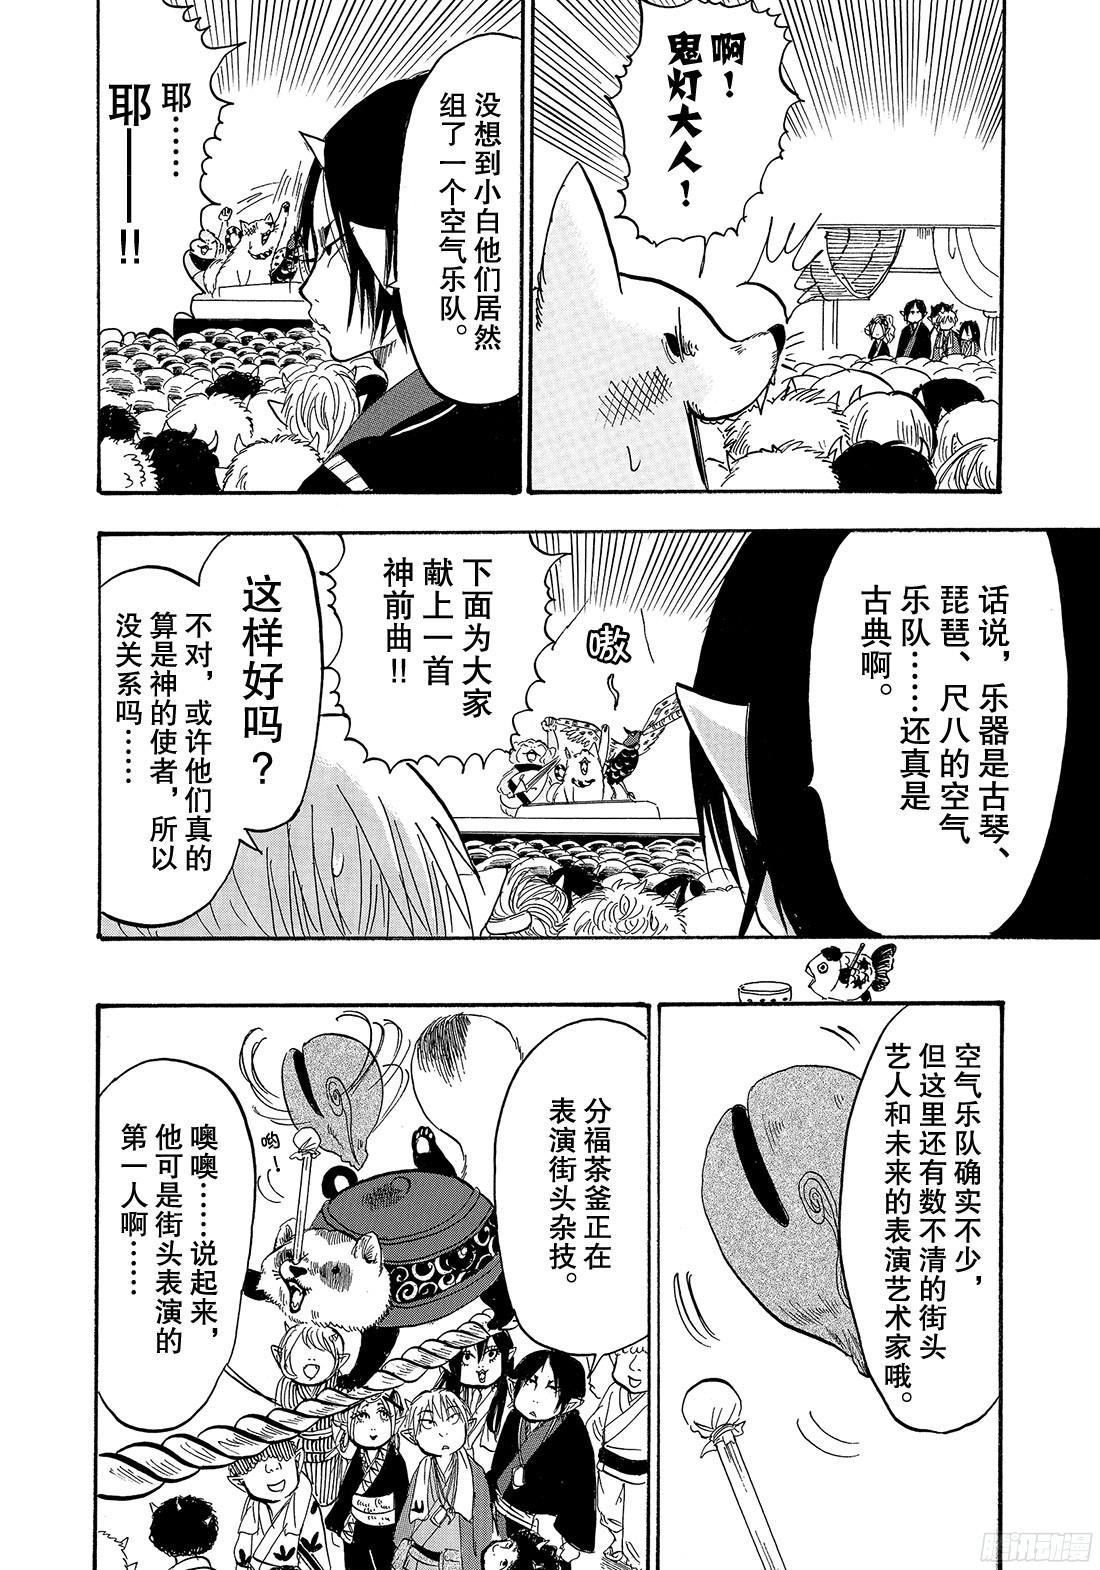 啊！
鬼灯大人！
没想到小白他们居然
组了一个空气乐队。
耶……
耶——!!
话说，乐器是古琴、
琵琶、尺八的空气
乐队……还真是
古典啊。
嗷
下面为大家
献上一首
神前曲!!
这样好吗？
不对，或许他们真的
算是神的使者，所以
没关系吗……
空气乐队确实不少，
但这里还有数不清的街头
艺人和未来的表演艺术家哦。
分福茶釜正在
表演街头杂技。
哟！
噢噢……说起来，
他可是街头表演的
第一人啊……
腾讯动漫